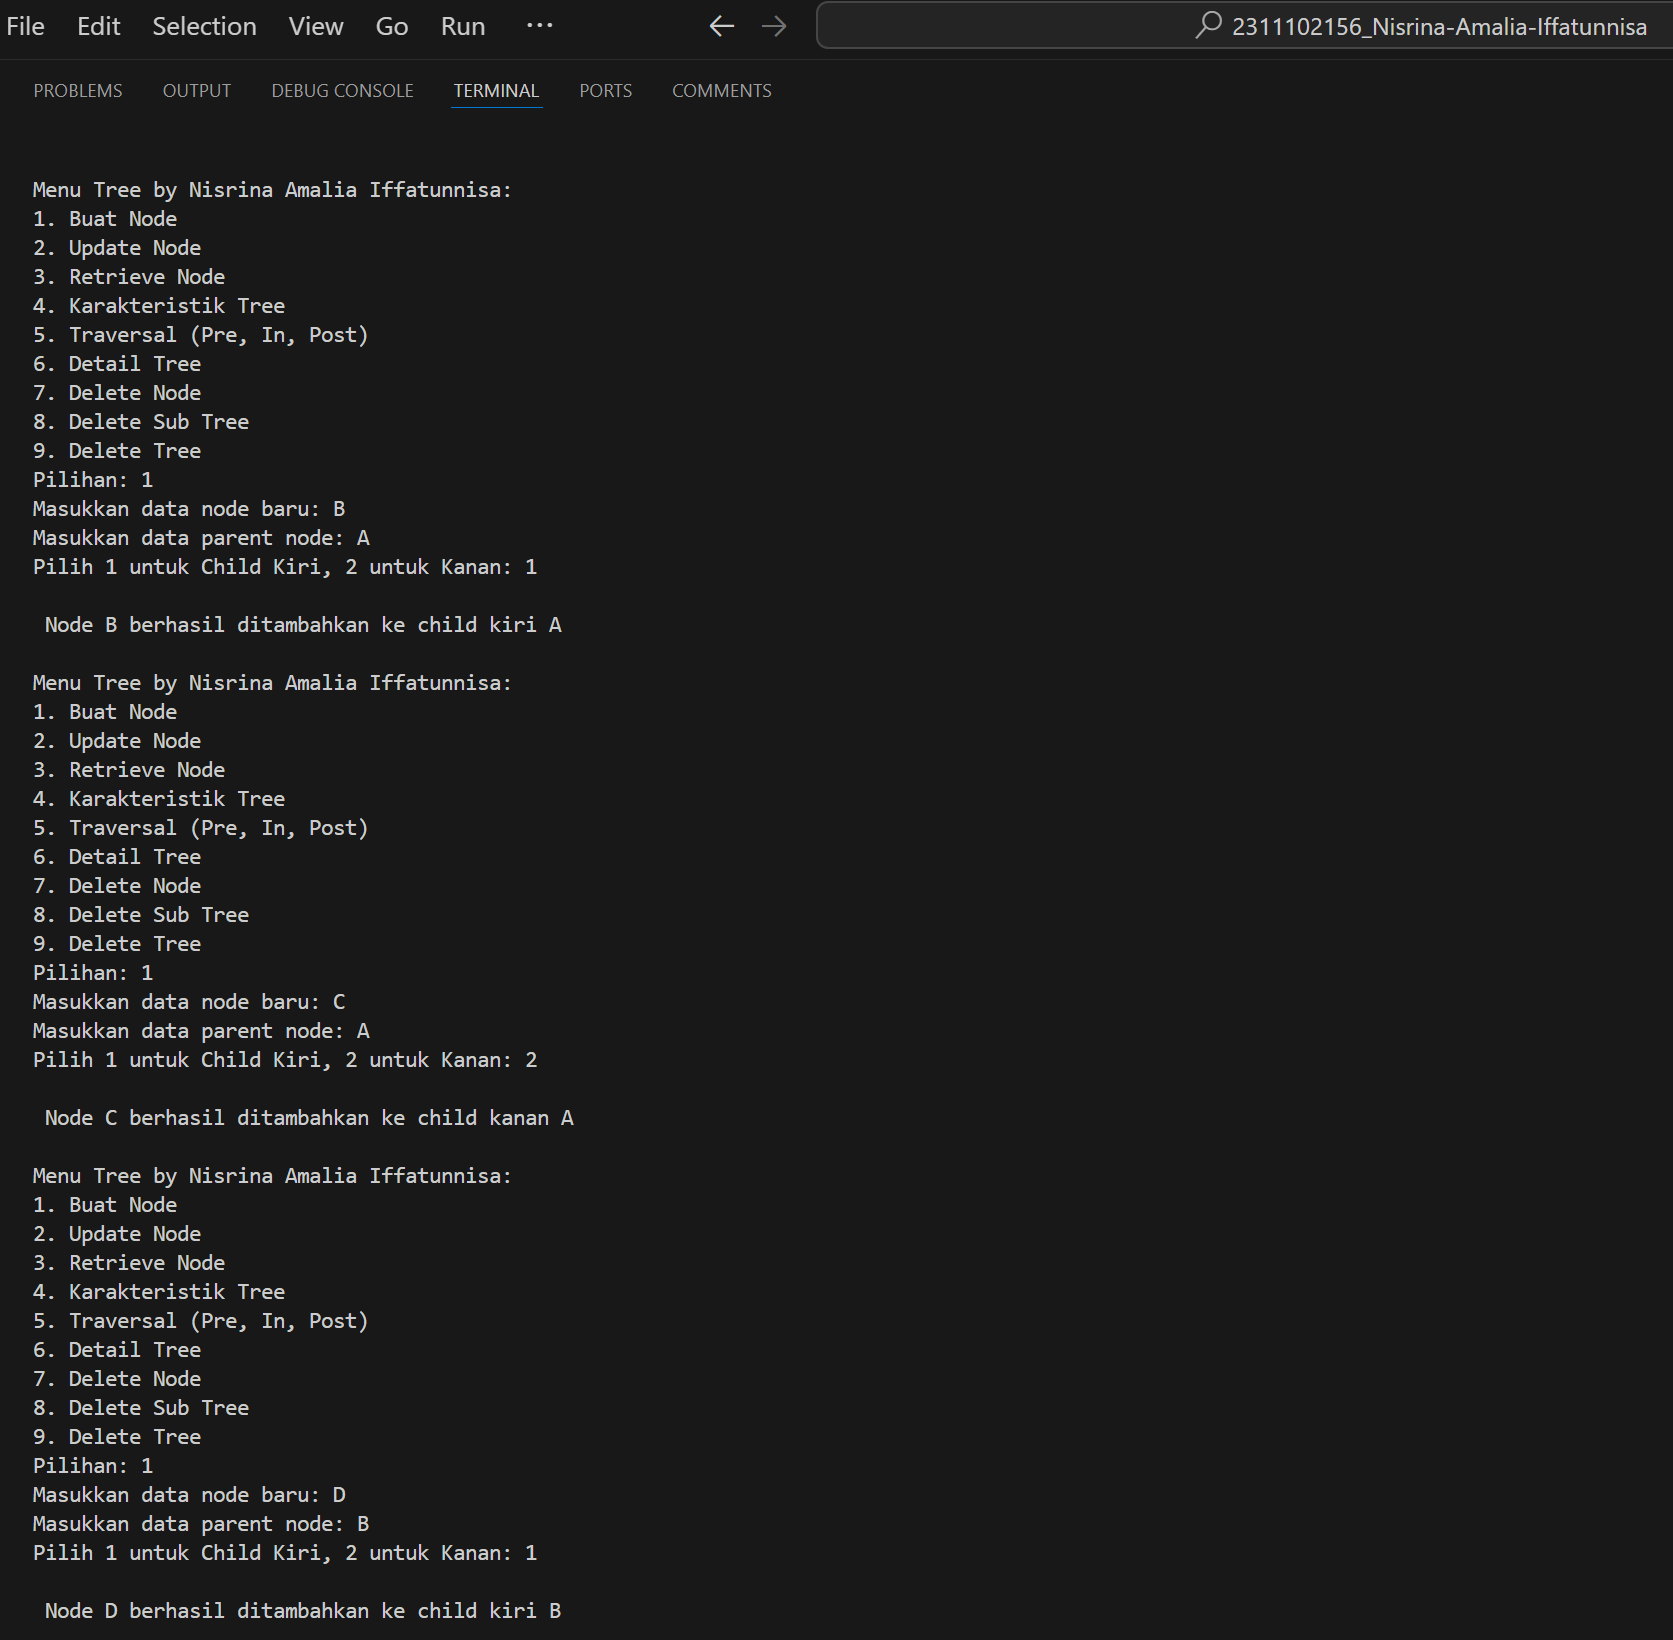 File Edit Selection View Go Run ··· ← → 2311102156_Nisrina-Amalia-Iffatunnisa
PROBLEMS OUTPUT DEBUG CONSOLE TERMINAL PORTS COMMENTS
Menu Tree by Nisrina Amalia Iffatunnisa:
1. Buat Node
2. Update Node
3. Retrieve Node
4. Karakteristik Tree
5. Traversal (Pre, In, Post)
6. Detail Tree
7. Delete Node
8. Delete Sub Tree
9. Delete Tree
Pilihan: 1
Masukkan data node baru: B
Masukkan data parent node: A
Pilih 1 untuk Child Kiri, 2 untuk Kanan: 1
Node B berhasil ditambahkan ke child kiri A
Menu Tree by Nisrina Amalia Iffatunnisa:
1. Buat Node
2. Update Node
3. Retrieve Node
4. Karakteristik Tree
5. Traversal (Pre, In, Post)
6. Detail Tree
7. Delete Node
8. Delete Sub Tree
9. Delete Tree
Pilihan: 1
Masukkan data node baru: C
Masukkan data parent node: A
Pilih 1 untuk Child Kiri, 2 untuk Kanan: 2
Node C berhasil ditambahkan ke child kanan A
Menu Tree by Nisrina Amalia Iffatunnisa:
1. Buat Node
2. Update Node
3. Retrieve Node
4. Karakteristik Tree
5. Traversal (Pre, In, Post)
6. Detail Tree
7. Delete Node
8. Delete Sub Tree
9. Delete Tree
Pilihan: 1
Masukkan data node baru: D
Masukkan data parent node: B
Pilih 1 untuk Child Kiri, 2 untuk Kanan: 1
Node D berhasil ditambahkan ke child kiri B